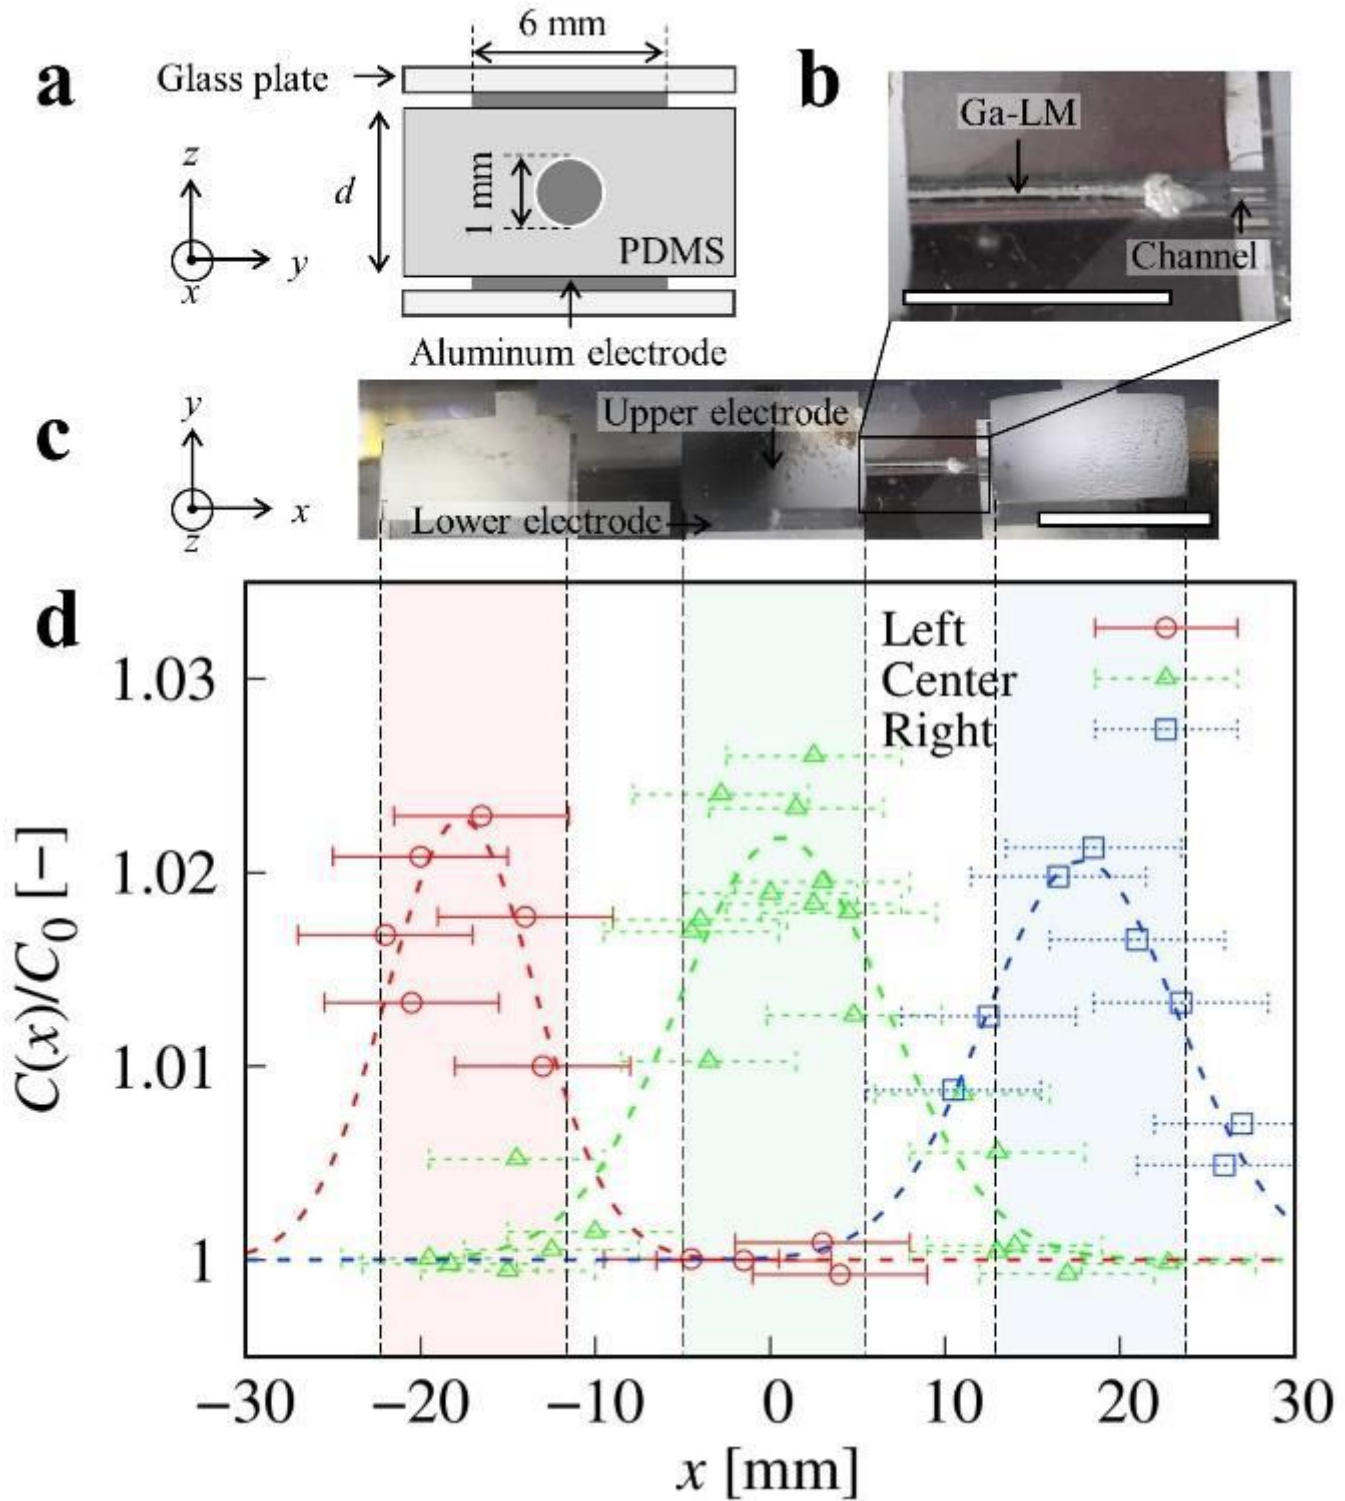 a
6 mm
Glass plate
z
y
x
d
1 mm
PDMS
Aluminum electrode
b
Ga-LM
Channel
c
y
x
z
Upper electrode
Lower electrode
d
Left
Center
Right
1.03
1.02
1.01
1
C(x)/C0 [−]
−30
−20
−10
0
10
20
30
x [mm]